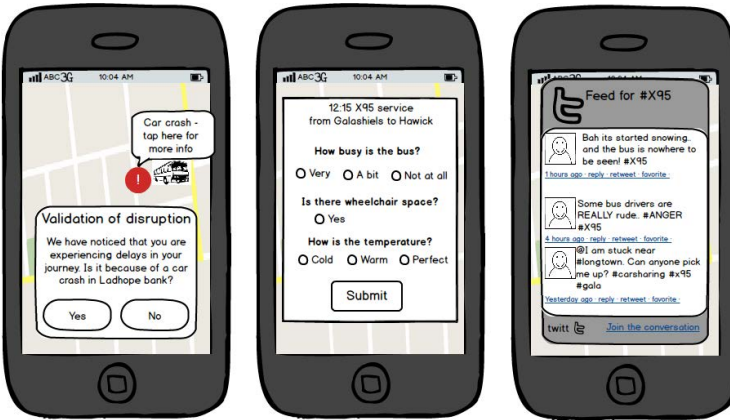 ABC 3G 10:04 AM
Car crash -
tap here for
more info
!
Validation of disruption
We have noticed that you are
experiencing delays in your
journey. Is it because of a car
crash in Ladhope bank?
Yes No
ABC 3G 10:04 AM
12:15 X95 service
from Galashiels to Hawick
How busy is the bus?
Very A bit Not at all
Is there wheelchair space?
Yes
How is the temperature?
Cold Warm Perfect
Submit
ABC 3G 10:04 AM
Feed for #X95
Bah its started snowing..
and the bus is nowhere to
be seen! #X95
1 hours ago · reply · retweet · favorite ·
Some bus drivers are
REALLY rude.. #ANGER
#X95
4 hours ago · reply · retweet · favorite ·
@I am stuck near
#longtown. Can anyone pick
me up? #carsharing #x95
#gala
Yesterday ago · reply · retweet · favorite ·
twitt Join the conversation